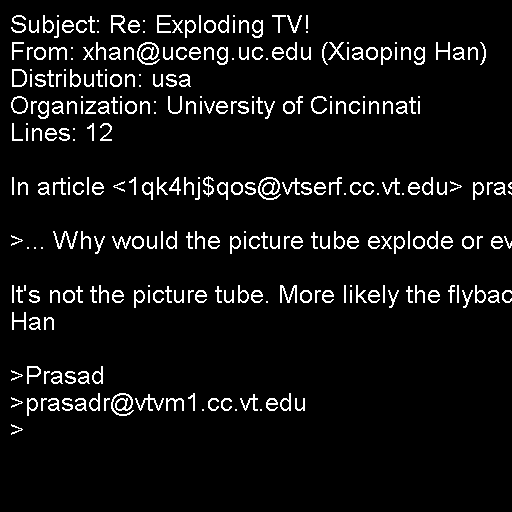 Subject: Re: Exploding TV!
From: xhan@uceng.uc.edu (Xiaoping Han)
Distribution: usa
Organization: University of Cincinnati
Lines: 12
In article <1qk4hj$qos@vtserf.cc.vt.edu> pras
>... Why would the picture tube explode or ev
It's not the picture tube. More likely the flybac
Han
>Prasad
>prasadr@vtvm1.cc.vt.edu
>